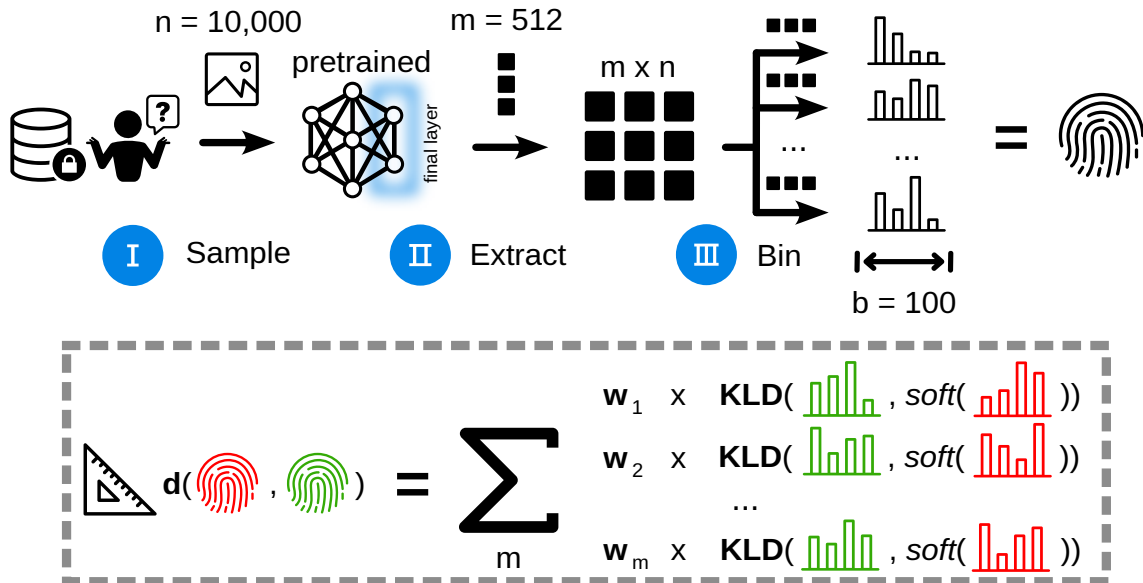 n = 10,000
?
pretrained
final layer
m = 512
m x n
...
...
=
I Sample
II Extract
III Bin
b = 100
d( , ) = Σ
m
w1 x KLD( , soft( ))
w2 x KLD( , soft( ))
...
wm x KLD( , soft( ))